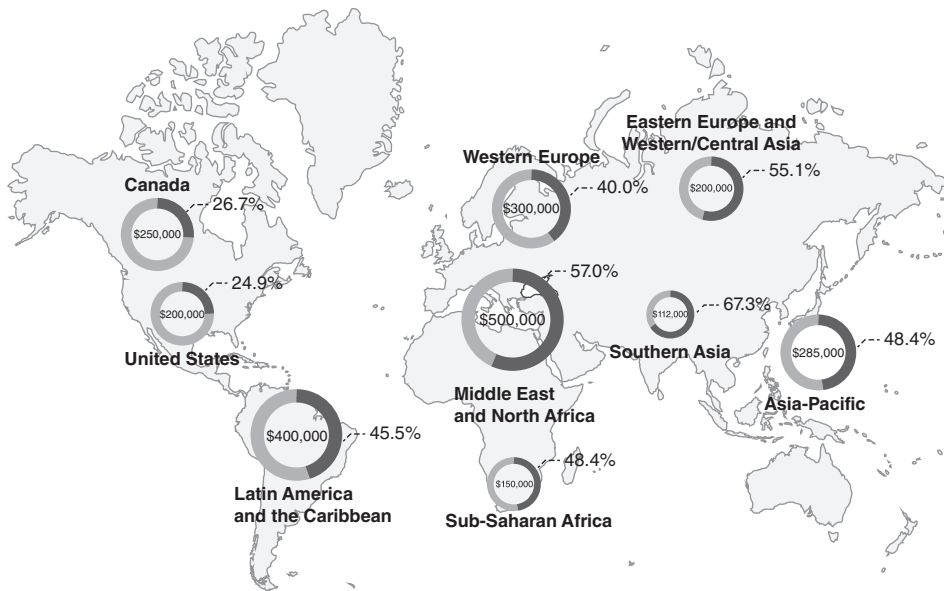 Canada
26.7%
$250,000
24.9%
$200,000
United States
$400,000
45.5%
Latin America
and the Caribbean
Western Europe
40.0%
$300,000
57.0%
$500,000
Middle East
and North Africa
48.4%
$150,000
Sub-Saharan Africa
Eastern Europe and
Western/Central Asia
55.1%
$200,000
67.3%
$112,000
Southern Asia
48.4%
$285,000
Asia-Pacific